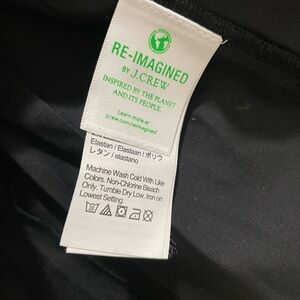 RE-IMAGINED
BY J.CREW
INSPIRED BY THE PLANET
AND ITS PEOPLE
Learn more at
jcrew.com/reimagined
Elastan / Elastaan / ポリウ
レタン / elastano
Machine Wash Cold With Like
Colors. Non-Chlorine Bleach
Only. Tumble Dry Low. Iron on
Lowest Setting.